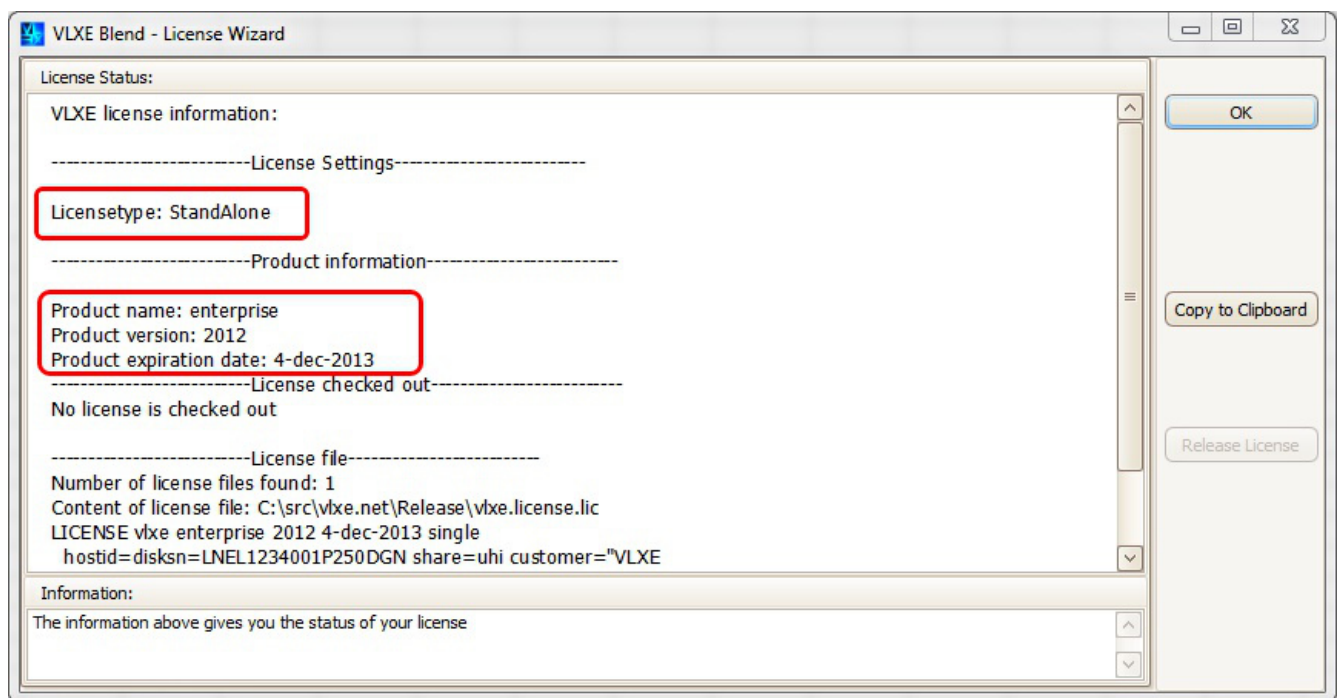 VLXE Blend - License Wizard
License Status:
VLXE license information:
---------------------------License Settings--------------------------
Licensetype: StandAlone
---------------------------Product information--------------------------
Product name: enterprise
Product version: 2012
Product expiration date: 4-dec-2013
---------------------------License checked out--------------------------
No license is checked out
---------------------------License file--------------------------
Number of license files found: 1
Content of license file: C:\src\vlxe.net\Release\vlxe.license.lic
LICENSE vlxe enterprise 2012 4-dec-2013 single
hostid=disksn=LNEL1234001P250DGN share=uhi customer="VLXE
Information:
The information above gives you the status of your license
OK
Copy to Clipboard
Release License